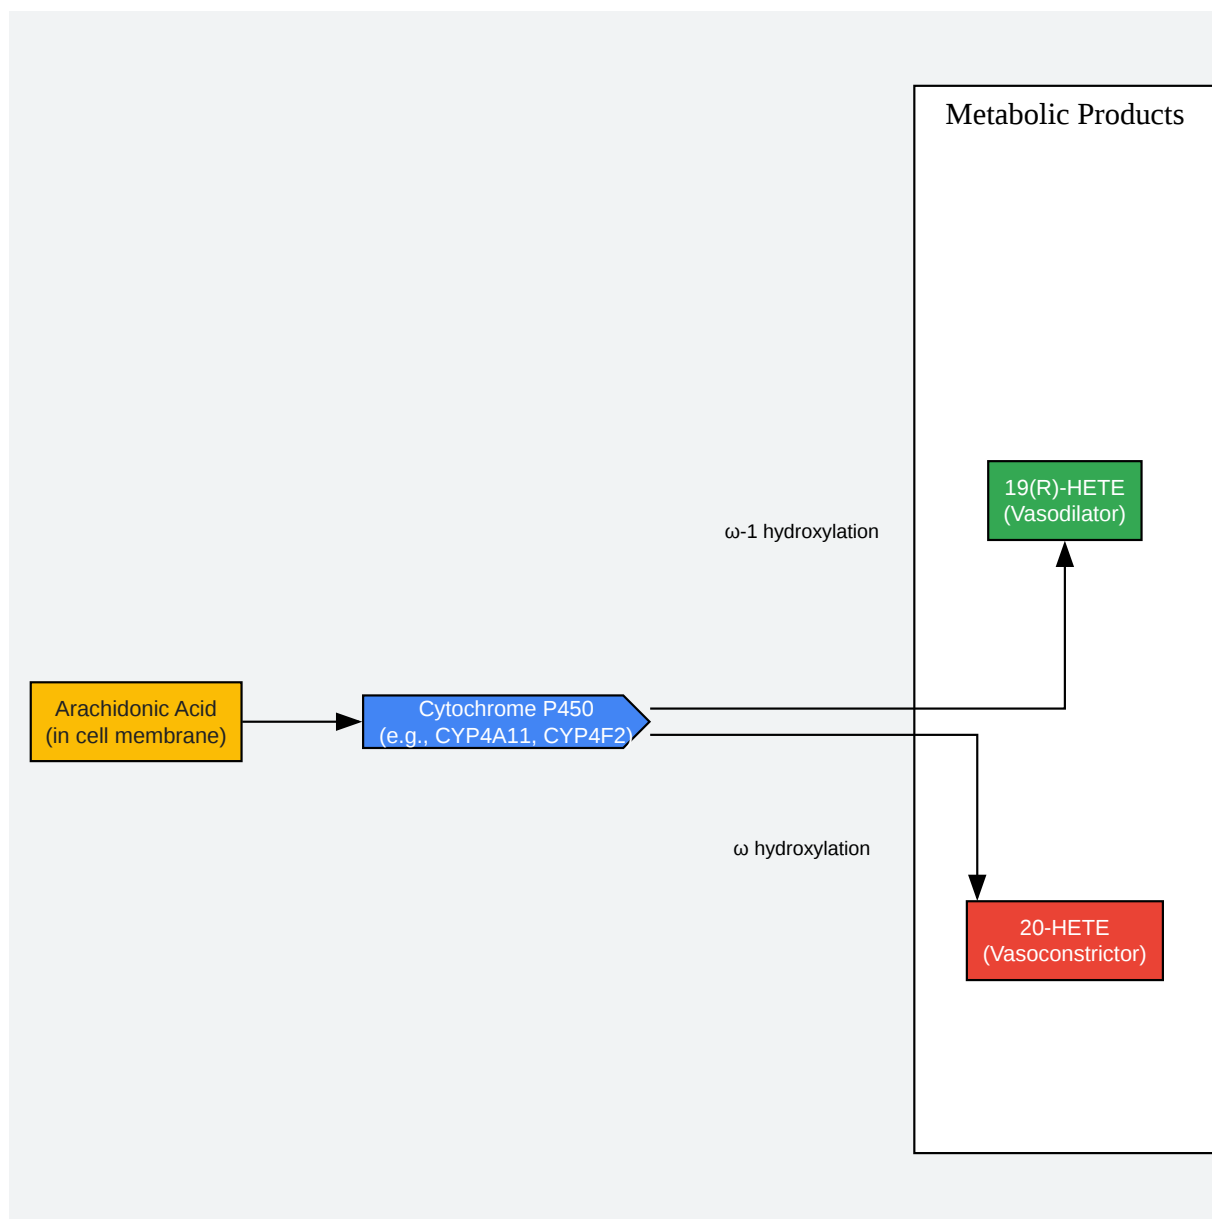 Metabolic Products
19(R)-HETE
(Vasodilator)
ω-1 hydroxylation
Arachidonic Acid
(in cell membrane)
Cytochrome P450
(e.g., CYP4A11, CYP4F2)
ω hydroxylation
20-HETE
(Vasoconstrictor)